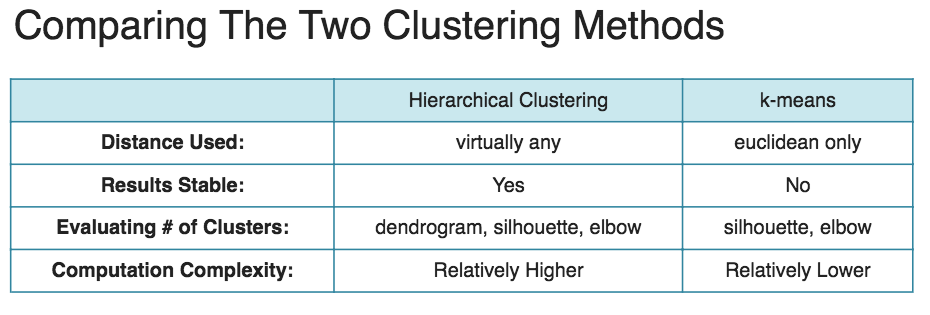 Comparing The Two Clustering Methods
Hierarchical Clustering k-means
Distance Used: virtually any euclidean only
Results Stable: Yes No
Evaluating # of Clusters: dendrogram, silhouette, elbow silhouette, elbow
Computation Complexity: Relatively Higher Relatively Lower